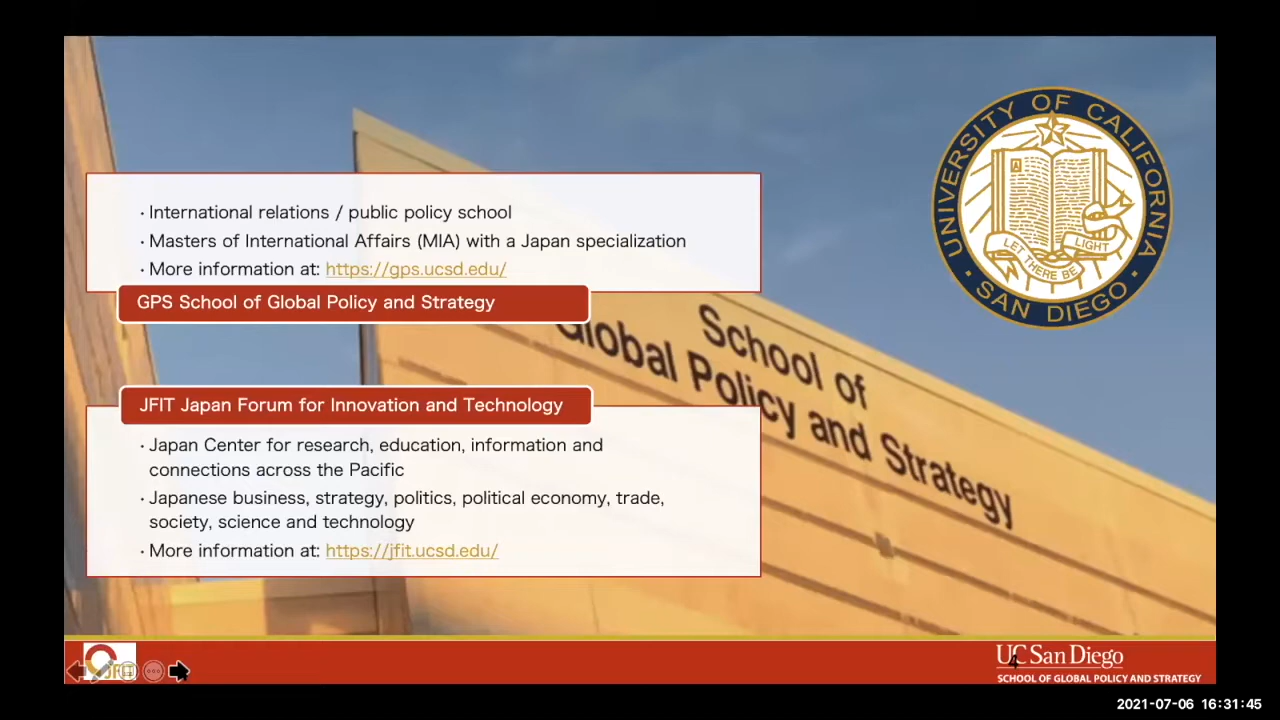 · International relations / public policy school
· Masters of International Affairs (MIA) with a Japan specialization
· More information at: https://gps.ucsd.edu/
GPS School of Global Policy and Strategy
JFIT Japan Forum for Innovation and Technology
· Japan Center for research, education, information and
connections across the Pacific
· Japanese business, strategy, politics, political economy, trade,
society, science and technology
· More information at: https://jfit.ucsd.edu/
School of
Global Policy and Strategy
UNIVERSITY OF CALIFORNIA
· SAN DIEGO ·
A
LET THERE BE
LIGHT
JFIT
UC San Diego
SCHOOL OF GLOBAL POLICY AND STRATEGY
2021-07-06 16:31:45